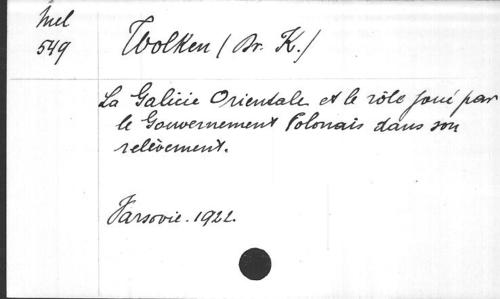 Mel
549
Wolken (Dr. K.)
La Galicie Orientale et le rôle joué par
le Gouvernement Polonais dans son
relèvement.
Varsovie. 1922.